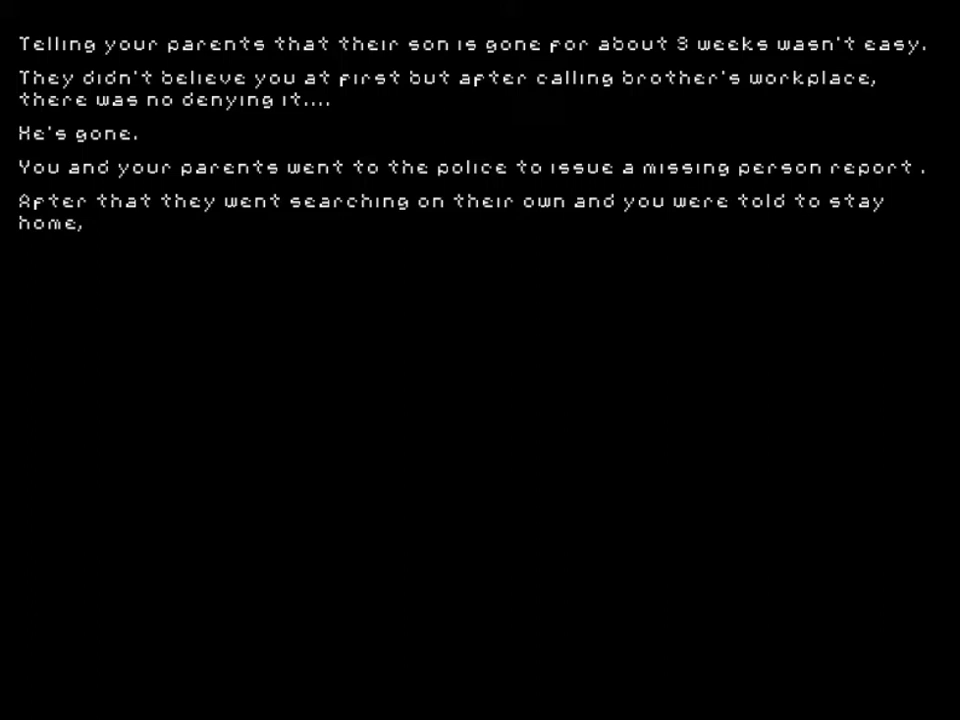 Telling your parents that their son is gone for about 3 weeks wasn't easy.
They didn't believe you at first but after calling brother's workplace,
there was no denying it....
He's gone.
You and your parents went to the police to issue a missing person report .
After that they went searching on their own and you were told to stay
home,